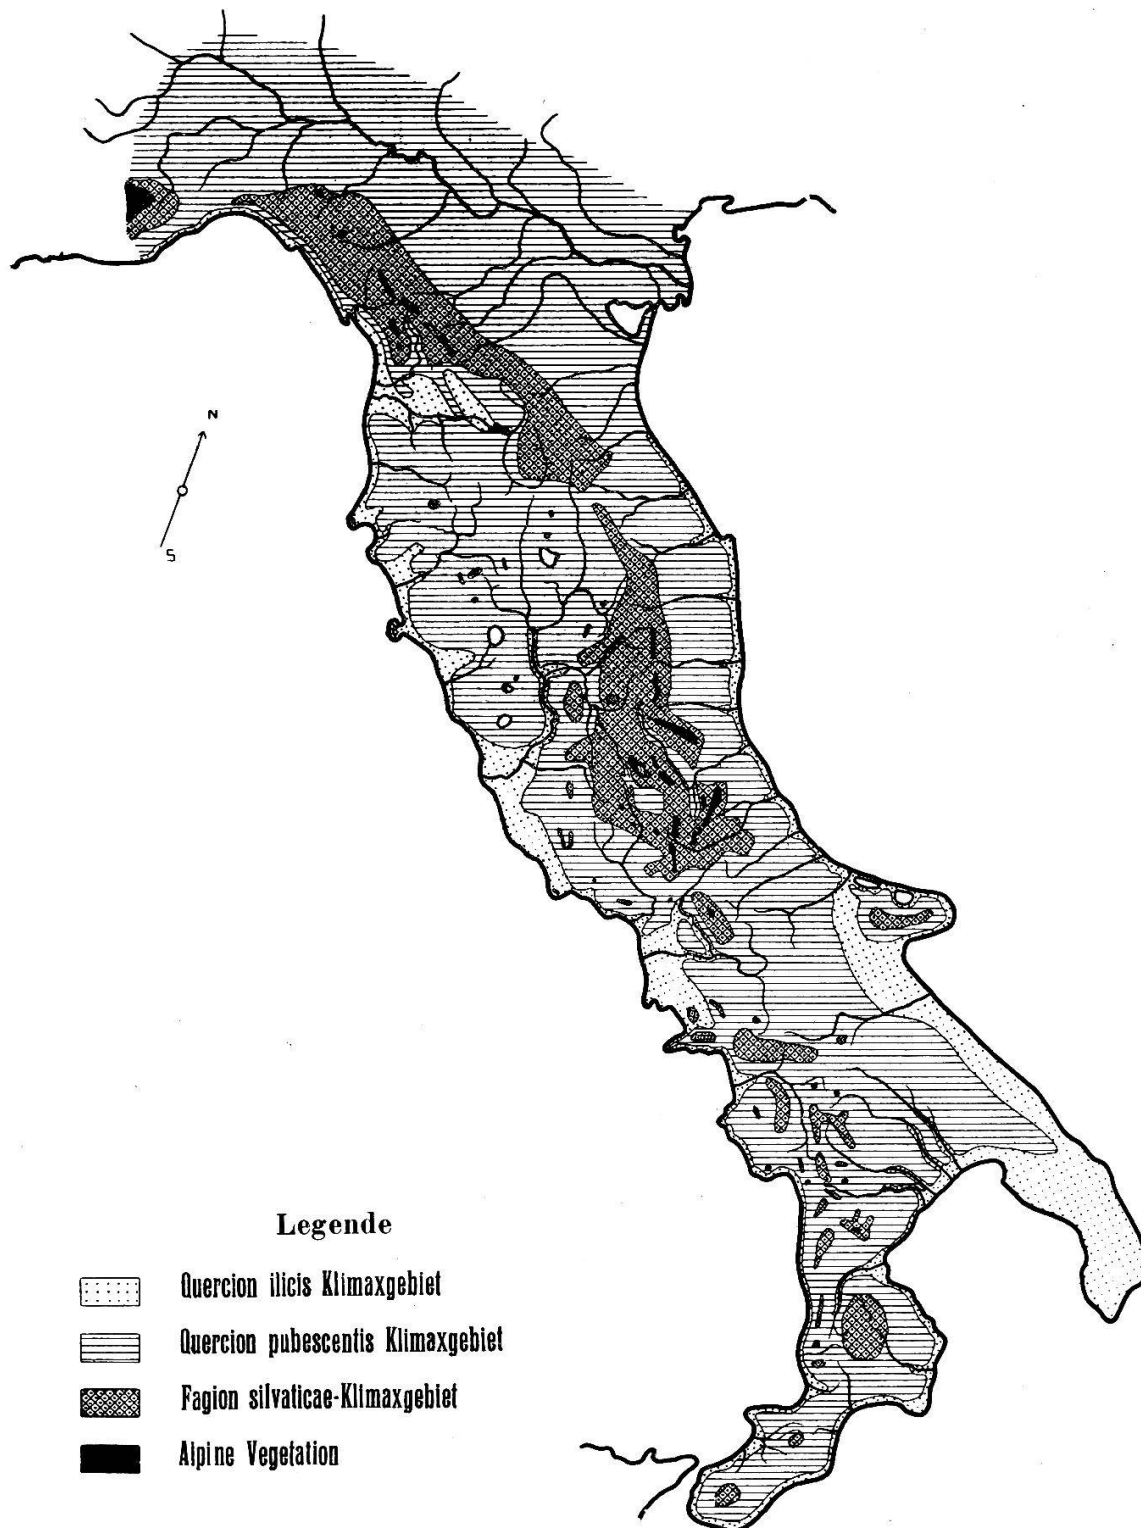 N
S
Legende
Quercion ilicis Klimaxgebiet
Quercion pubescentis Klimaxgebiet
Fagion silvaticae-Klimaxgebiet
Alpine Vegetation